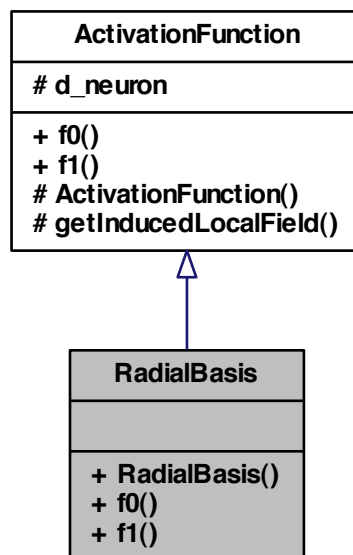 ActivationFunction
# d_neuron
+ f0()
+ f1()
# ActivationFunction()
# getInducedLocalField()
RadialBasis
+ RadialBasis()
+ f0()
+ f1()